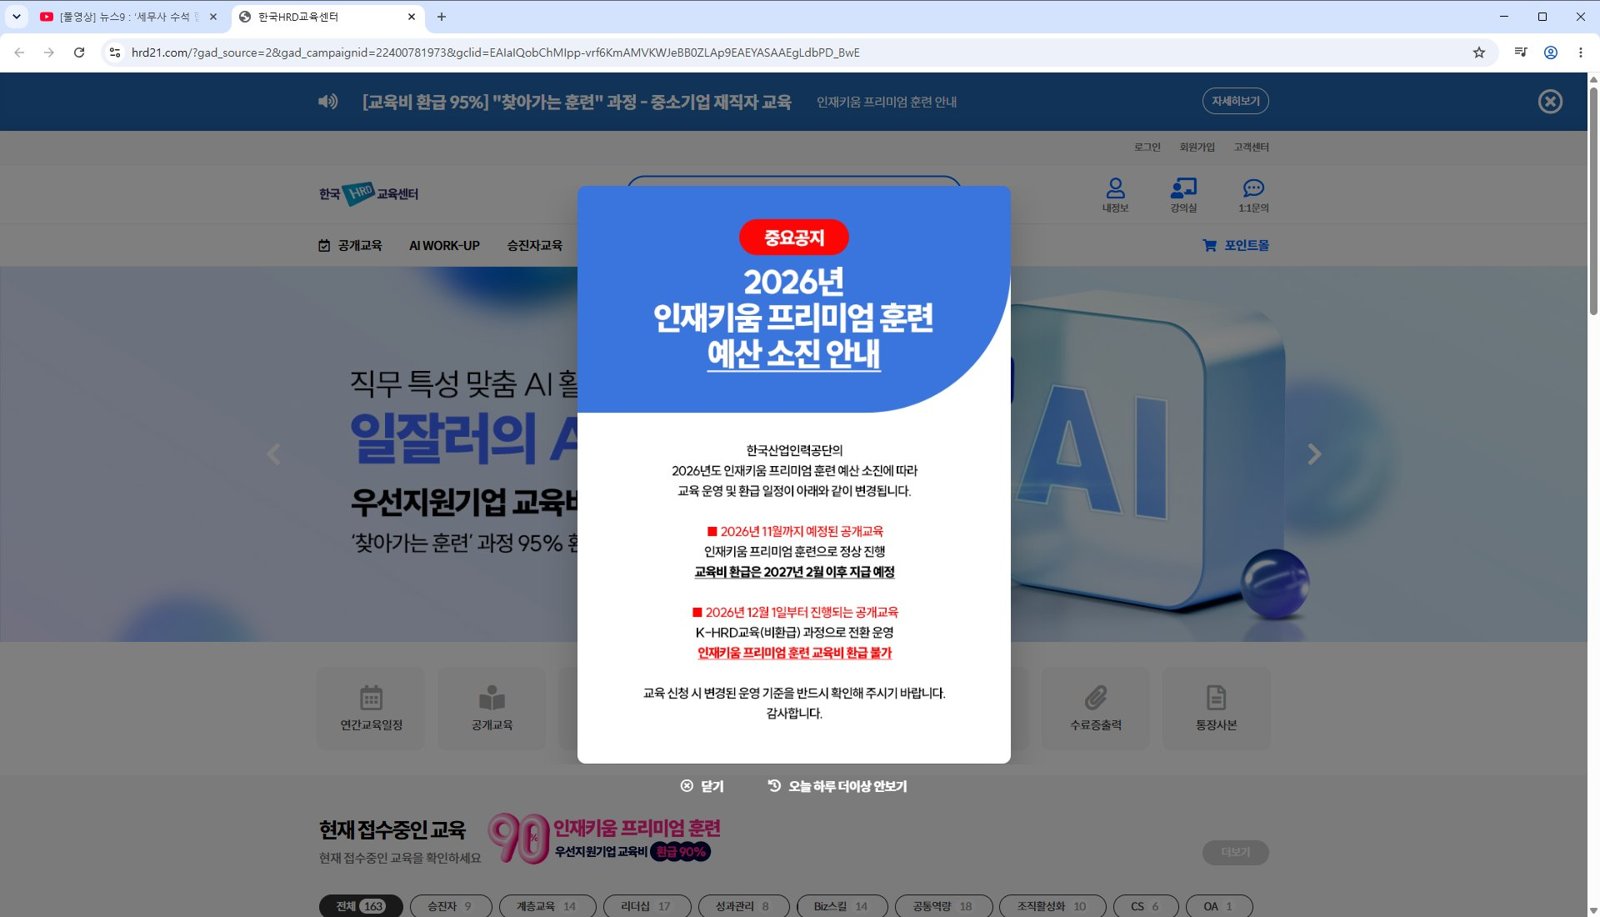 [풀영상] 뉴스9 : '세무사 수석
한국HRD교육센터
hrd21.com/?gad_source=2&gad_campaignid=22400781973&gclid=EAIaIQobChMIpp-vrf6KmAMVKWJeBB0ZLAp9EAEYASAAEgLdbPD_BwE
[교육비 환급 95%] "찾아가는 훈련" 과정 - 중소기업 재직자 교육 인재키움 프리미엄 훈련 안내 자세히보기
로그인 회원가입 고객센터
한국 HRD 교육센터
내정보 강의실 1:1문의
공개교육 AI WORK-UP 승진자교육 포인트몰
중요공지
2026년
인재키움 프리미엄 훈련
예산 소진 안내
직무 특성 맞춤 AI
일잘러의 A
우선지원기업 교육비
'찾아가는 훈련' 과정 95%
AI
한국산업인력공단의
2026년도 인재키움 프리미엄 훈련 예산 소진에 따라
교육 운영 및 환급 일정이 아래와 같이 변경됩니다.
■ 2026년 11월까지 예정된 공개교육
인재키움 프리미엄 훈련으로 정상 진행
교육비 환급은 2027년 2월 이후 지급 예정
■ 2026년 12월 1일부터 진행되는 공개교육
K-HRD교육(비환급) 과정으로 전환 운영
인재키움 프리미엄 훈련 교육비 환급 불가
교육 신청 시 변경된 운영 기준을 반드시 확인해 주시기 바랍니다.
감사합니다.
연간교육일정 공개교육 수료증출력 통장사본
닫기 오늘 하루 더이상 안보기
현재 접수중인 교육
현재 접수중인 교육을 확인하세요
90% 인재키움 프리미엄 훈련
우선지원기업 교육비 환급 90%
더보기
전체 163 승진자 9 계층교육 14 리더십 17 성과관리 8 Biz스킬 14 공통역량 18 조직활성화 10 CS 6 OA 1